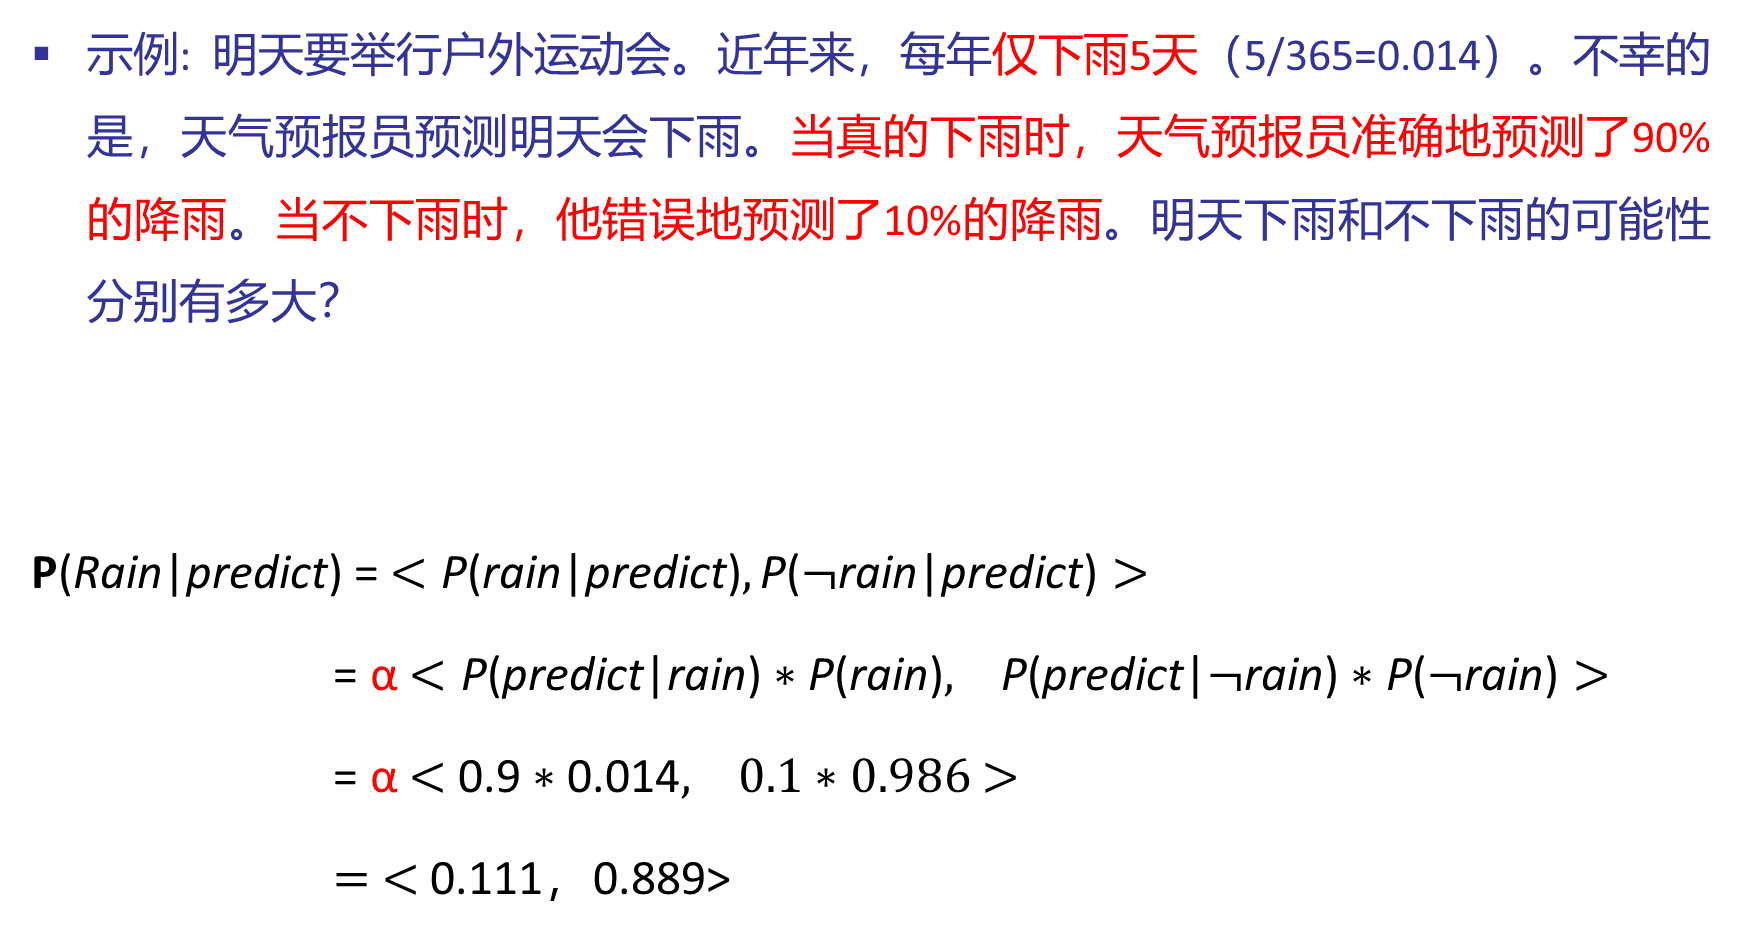 ▪ 示例: 明天要举行户外运动会。近年来，每年仅下雨5天（5/365=0.014）。不幸的
是，天气预报员预测明天会下雨。当真的下雨时，天气预报员准确地预测了90%
的降雨。当不下雨时，他错误地预测了10%的降雨。明天下雨和不下雨的可能性
分别有多大?
P(Rain|predict) = < P(rain|predict), P(¬rain|predict) >
= α < P(predict|rain) ∗ P(rain), P(predict|¬rain) ∗ P(¬rain) >
= α < 0.9 ∗ 0.014, 0.1 ∗ 0.986 >
= < 0.111，0.889>